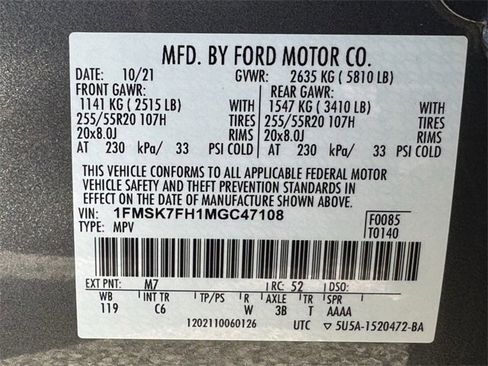 MFD. BY FORD MOTOR CO.
DATE: 10/21 GVWR: 2635 KG ( 5810 LB)
FRONT GAWR: REAR GAWR:
1141 KG ( 2515 LB) WITH 1547 KG ( 3410 LB) WITH
255/55R20 107H TIRES 255/55R20 107H TIRES
20x8.0J RIMS 20x8.0J RIMS
AT 230 kPa/ 33 PSI COLD AT 230 kPa/ 33 PSI COLD
THIS VEHICLE CONFORMS TO ALL APPLICABLE FEDERAL MOTOR
VEHICLE SAFETY AND THEFT PREVENTION STANDARDS IN
EFFECT ON THE DATE OF MANUFACTURE SHOWN ABOVE.
VIN: 1FMSK7FH1MGC47108 F0085
TYPE: MPV T0140
EXT PNT: M7 RC: 52 DSO:
WB INT TR TP/PS R AXLE TR SPR
119 C6 W 3B T AAAA
1202110060126 UTC ▽ 5U5A-1520472-BA